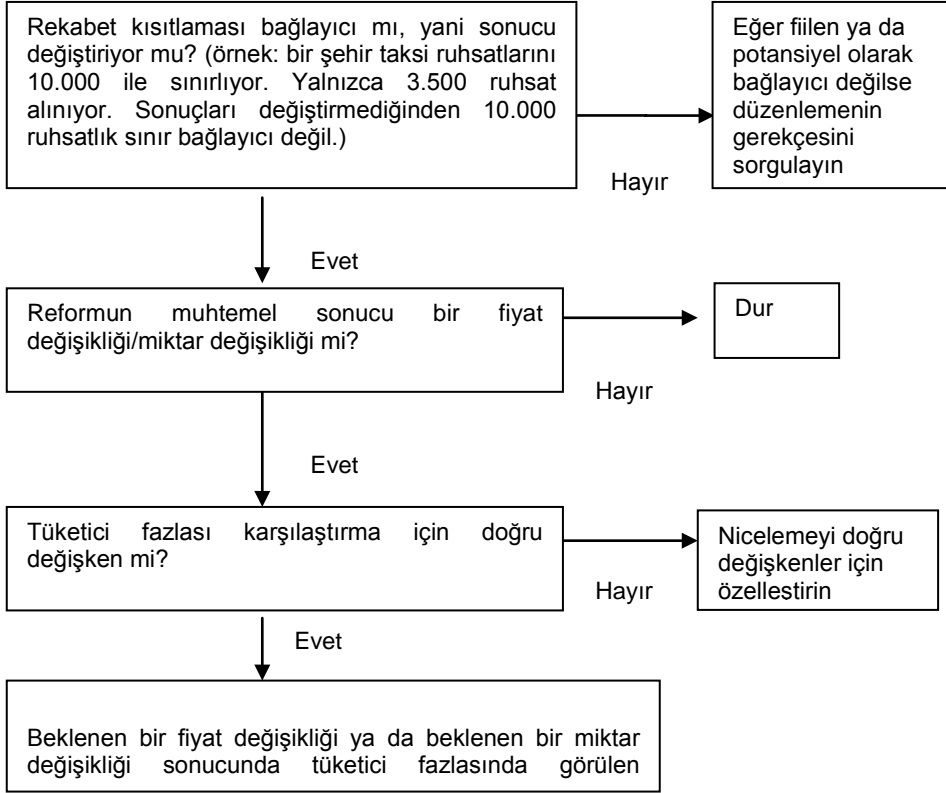 Rekabet kısıtlaması bağlayıcı mı, yani sonucu
değiştiriyor mu? (örnek: bir şehir taksi ruhsatlarını
10.000 ile sınırlıyor. Yalnızca 3.500 ruhsat
alınıyor. Sonuçları değiştirmediğinden 10.000
ruhsatlık sınır bağlayıcı değil.)
Eğer fiilen ya da
potansiyel olarak
bağlayıcı değilse
düzenlemenin
gerekçesini
sorgulayın
Hayır
Evet
Reformun muhtemel sonucu bir fiyat
değişikliği/miktar değişikliği mi?
Dur
Hayır
Evet
Tüketici fazlası karşılaştırma için doğru
değişken mi?
Nicelemeyi doğru
değişkenler için
özellestirin
Hayır
Evet
Beklenen bir fiyat değişikliği ya da beklenen bir miktar
değişikliği sonucunda tüketici fazlasında görülen